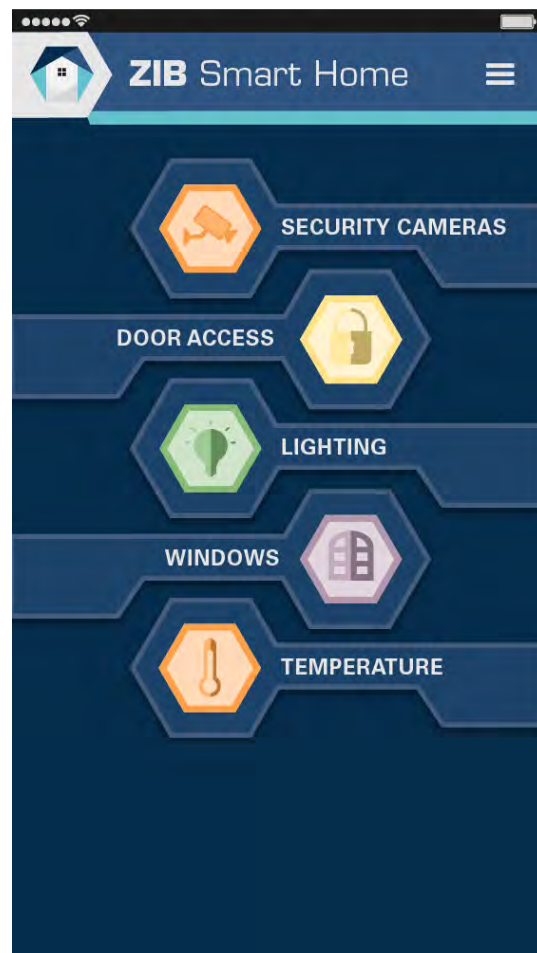 ZIB Smart Home
SECURITY CAMERAS
DOOR ACCESS
LIGHTING
WINDOWS
TEMPERATURE